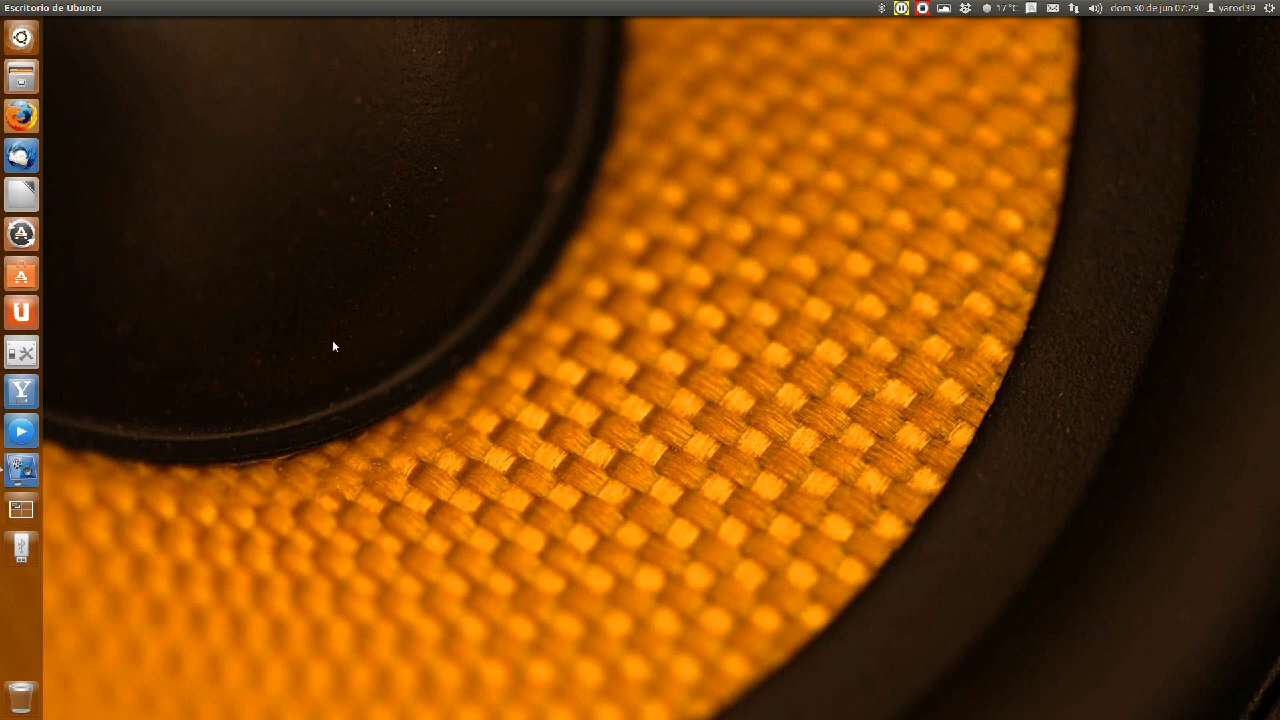 Escritorio de Ubuntu
17°C
dom 30 de jun 07:29
yarod39
A
A
U
Y